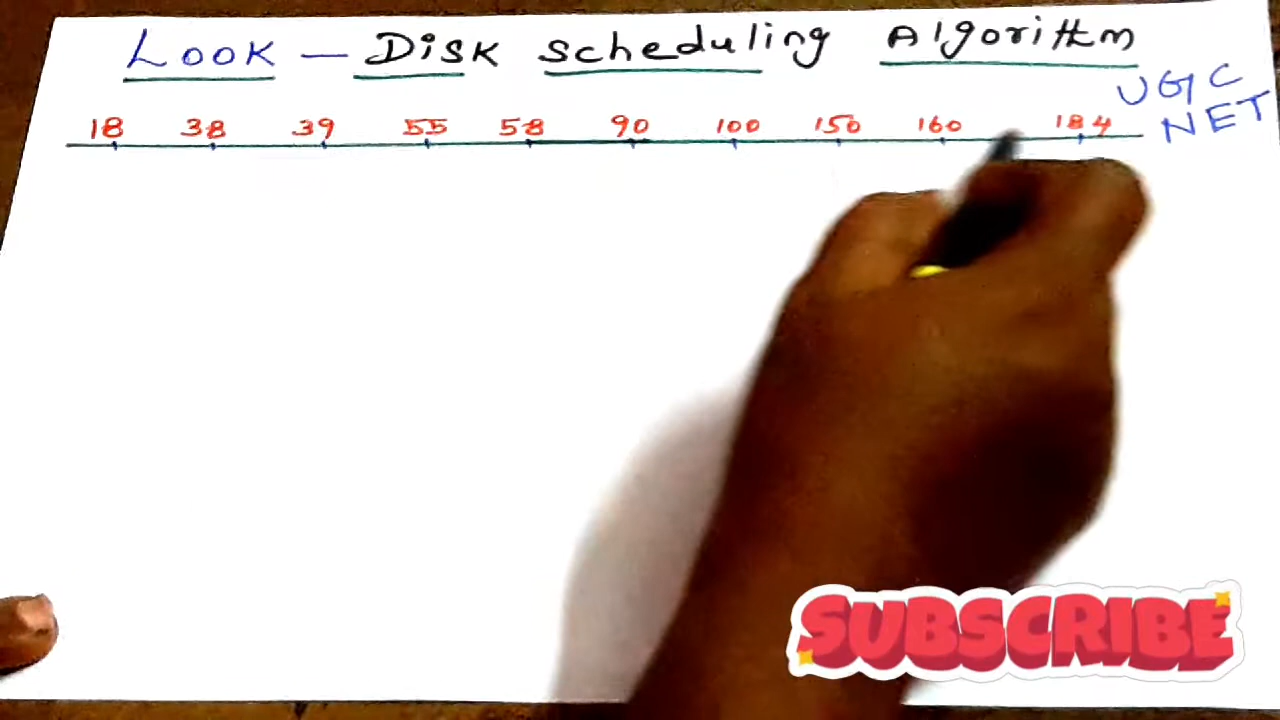 Look - Disk scheduling Algorithm
UGC
NET
18 38 39 55 58 90 100 150 160 184
SUBSCRIBE